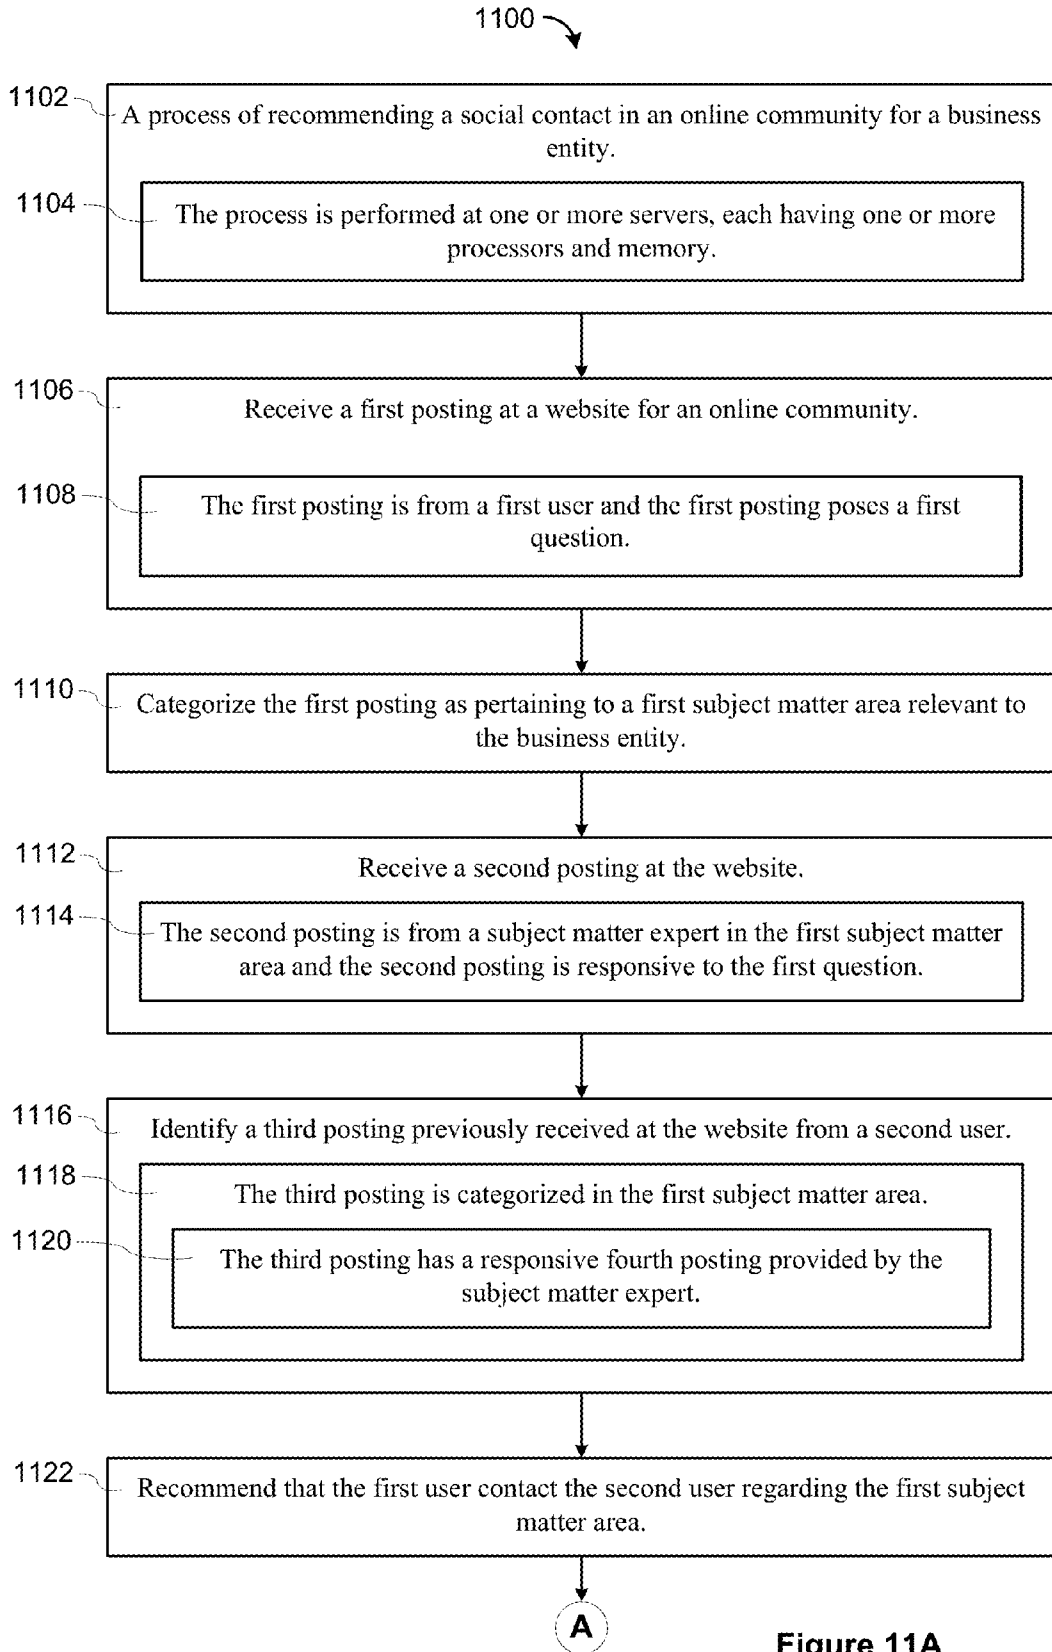 1100
1102
A process of recommending a social contact in an online community for a business
entity.
1104
The process is performed at one or more servers, each having one or more
processors and memory.
1106
Receive a first posting at a website for an online community.
1108
The first posting is from a first user and the first posting poses a first
question.
1110
Categorize the first posting as pertaining to a first subject matter area relevant to
the business entity.
1112
Receive a second posting at the website.
1114
The second posting is from a subject matter expert in the first subject matter
area and the second posting is responsive to the first question.
1116
Identify a third posting previously received at the website from a second user.
1118
The third posting is categorized in the first subject matter area.
1120
The third posting has a responsive fourth posting provided by the
subject matter expert.
1122
Recommend that the first user contact the second user regarding the first subject
matter area.
A
Figure 11A